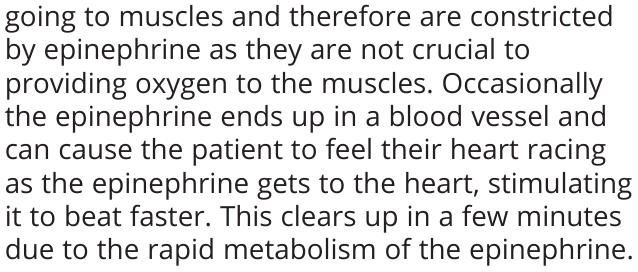 going to muscles and therefore are constricted
by epinephrine as they are not crucial to
providing oxygen to the muscles. Occasionally
the epinephrine ends up in a blood vessel and
can cause the patient to feel their heart racing
as the epinephrine gets to the heart, stimulating
it to beat faster. This clears up in a few minutes
due to the rapid metabolism of the epinephrine.